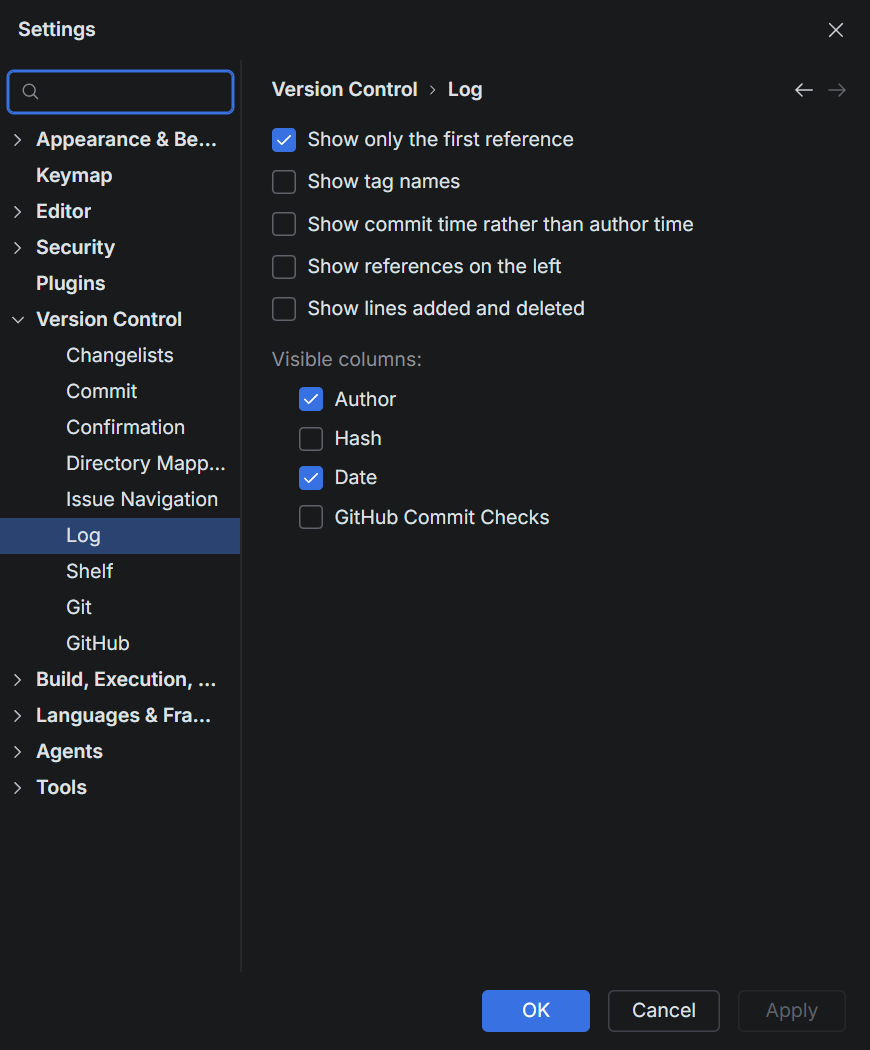 Settings
Appearance & Be...
Keymap
Editor
Security
Plugins
Version Control
Changelists
Commit
Confirmation
Directory Mapp...
Issue Navigation
Log
Shelf
Git
GitHub
Build, Execution, ...
Languages & Fra...
Agents
Tools
Version Control › Log
Show only the first reference
Show tag names
Show commit time rather than author time
Show references on the left
Show lines added and deleted
Visible columns:
Author
Hash
Date
GitHub Commit Checks
OK Cancel Apply